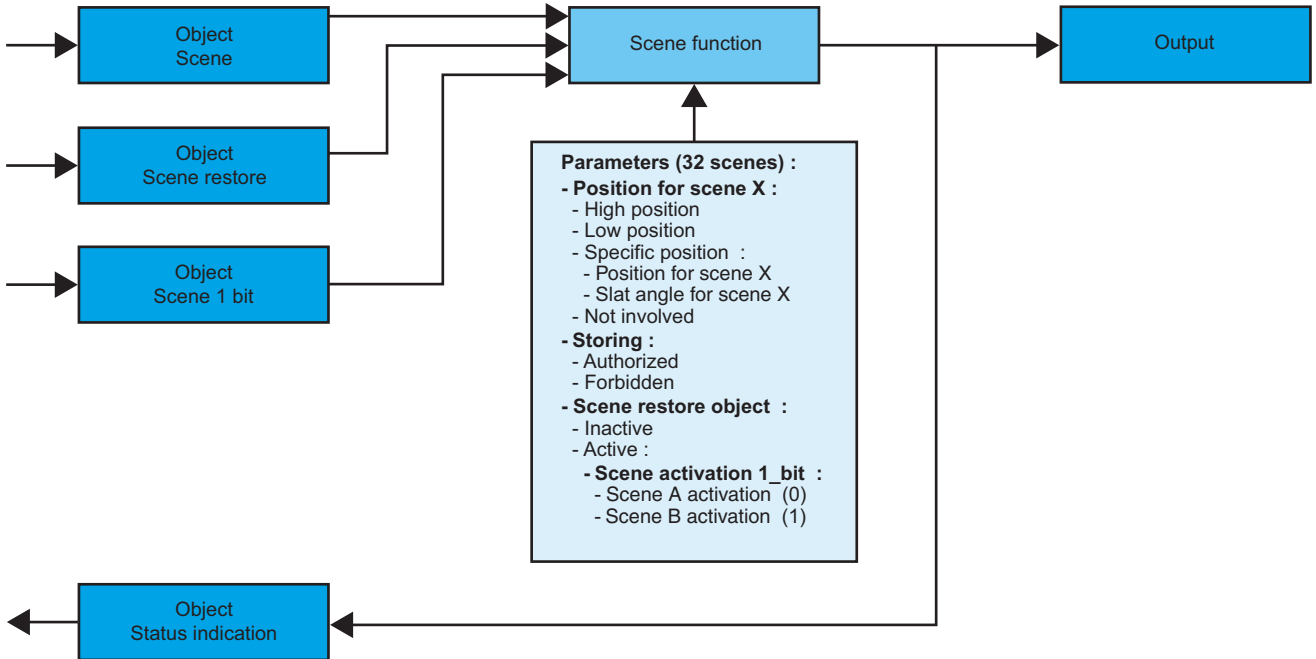 Object
Scene
Scene function
Output
Object
Scene restore
Object
Scene 1 bit
Parameters (32 scenes) :
- Position for scene X :
- High position
- Low position
- Specific position :
- Position for scene X
- Slat angle for scene X
- Not involved
- Storing :
- Authorized
- Forbidden
- Scene restore object :
- Inactive
- Active :
- Scene activation 1_bit :
- Scene A activation (0)
- Scene B activation (1)
Object
Status indication